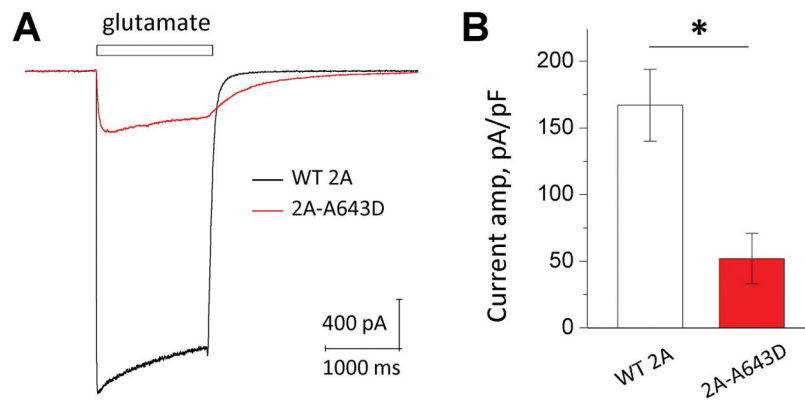 A
glutamate
WT 2A
2A-A643D
400 pA
1000 ms
B
*
Current amp, pA/pF
200
150
100
50
0
WT 2A
2A-A643D